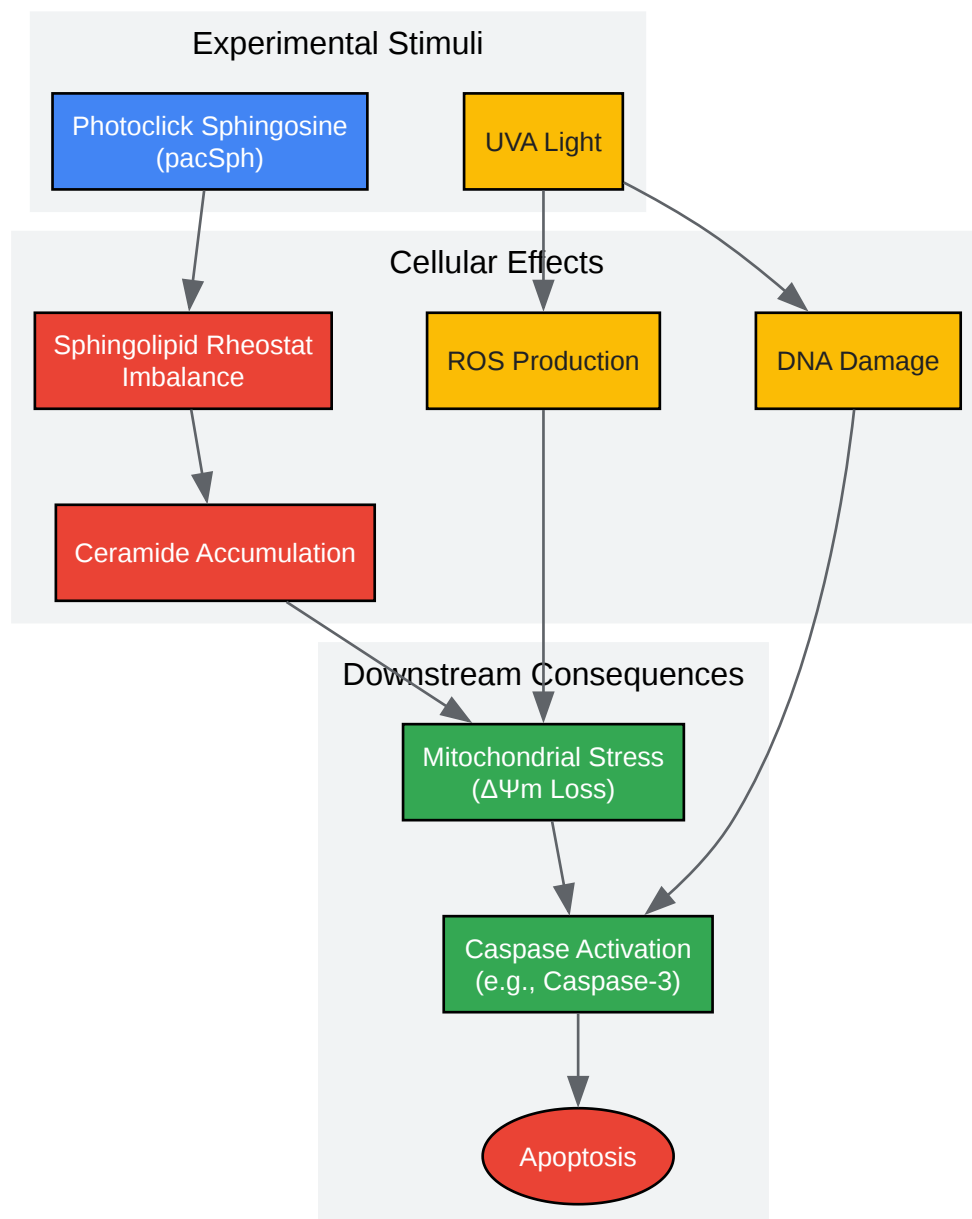 Experimental Stimuli
Photoclick Sphingosine
(pacSph)
UVA Light
Cellular Effects
Sphingolipid Rheostat
Imbalance
ROS Production
DNA Damage
Ceramide Accumulation
Downstream Consequences
Mitochondrial Stress
(ΔΨm Loss)
Caspase Activation
(e.g., Caspase-3)
Apoptosis